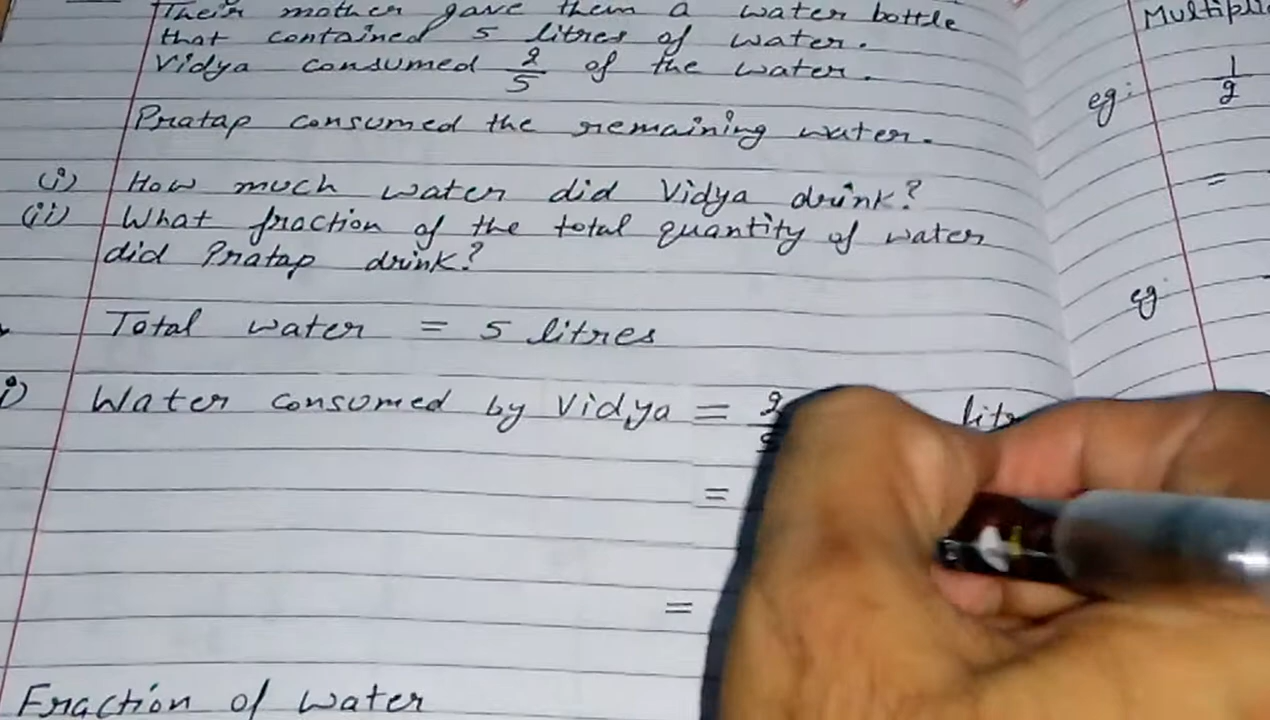 Their mother gave them a water bottle
that contained 5 litres of water.
Vidya consumed 2/5 of the water.
Pratap consumed the remaining water.
(i) How much water did Vidya drink?
(ii) What fraction of the total quantity of water
did Pratap drink?
Total water = 5 litres
i) Water consumed by Vidya = 2/5
=
=
Fraction of water
eg: 1/2
=
eg